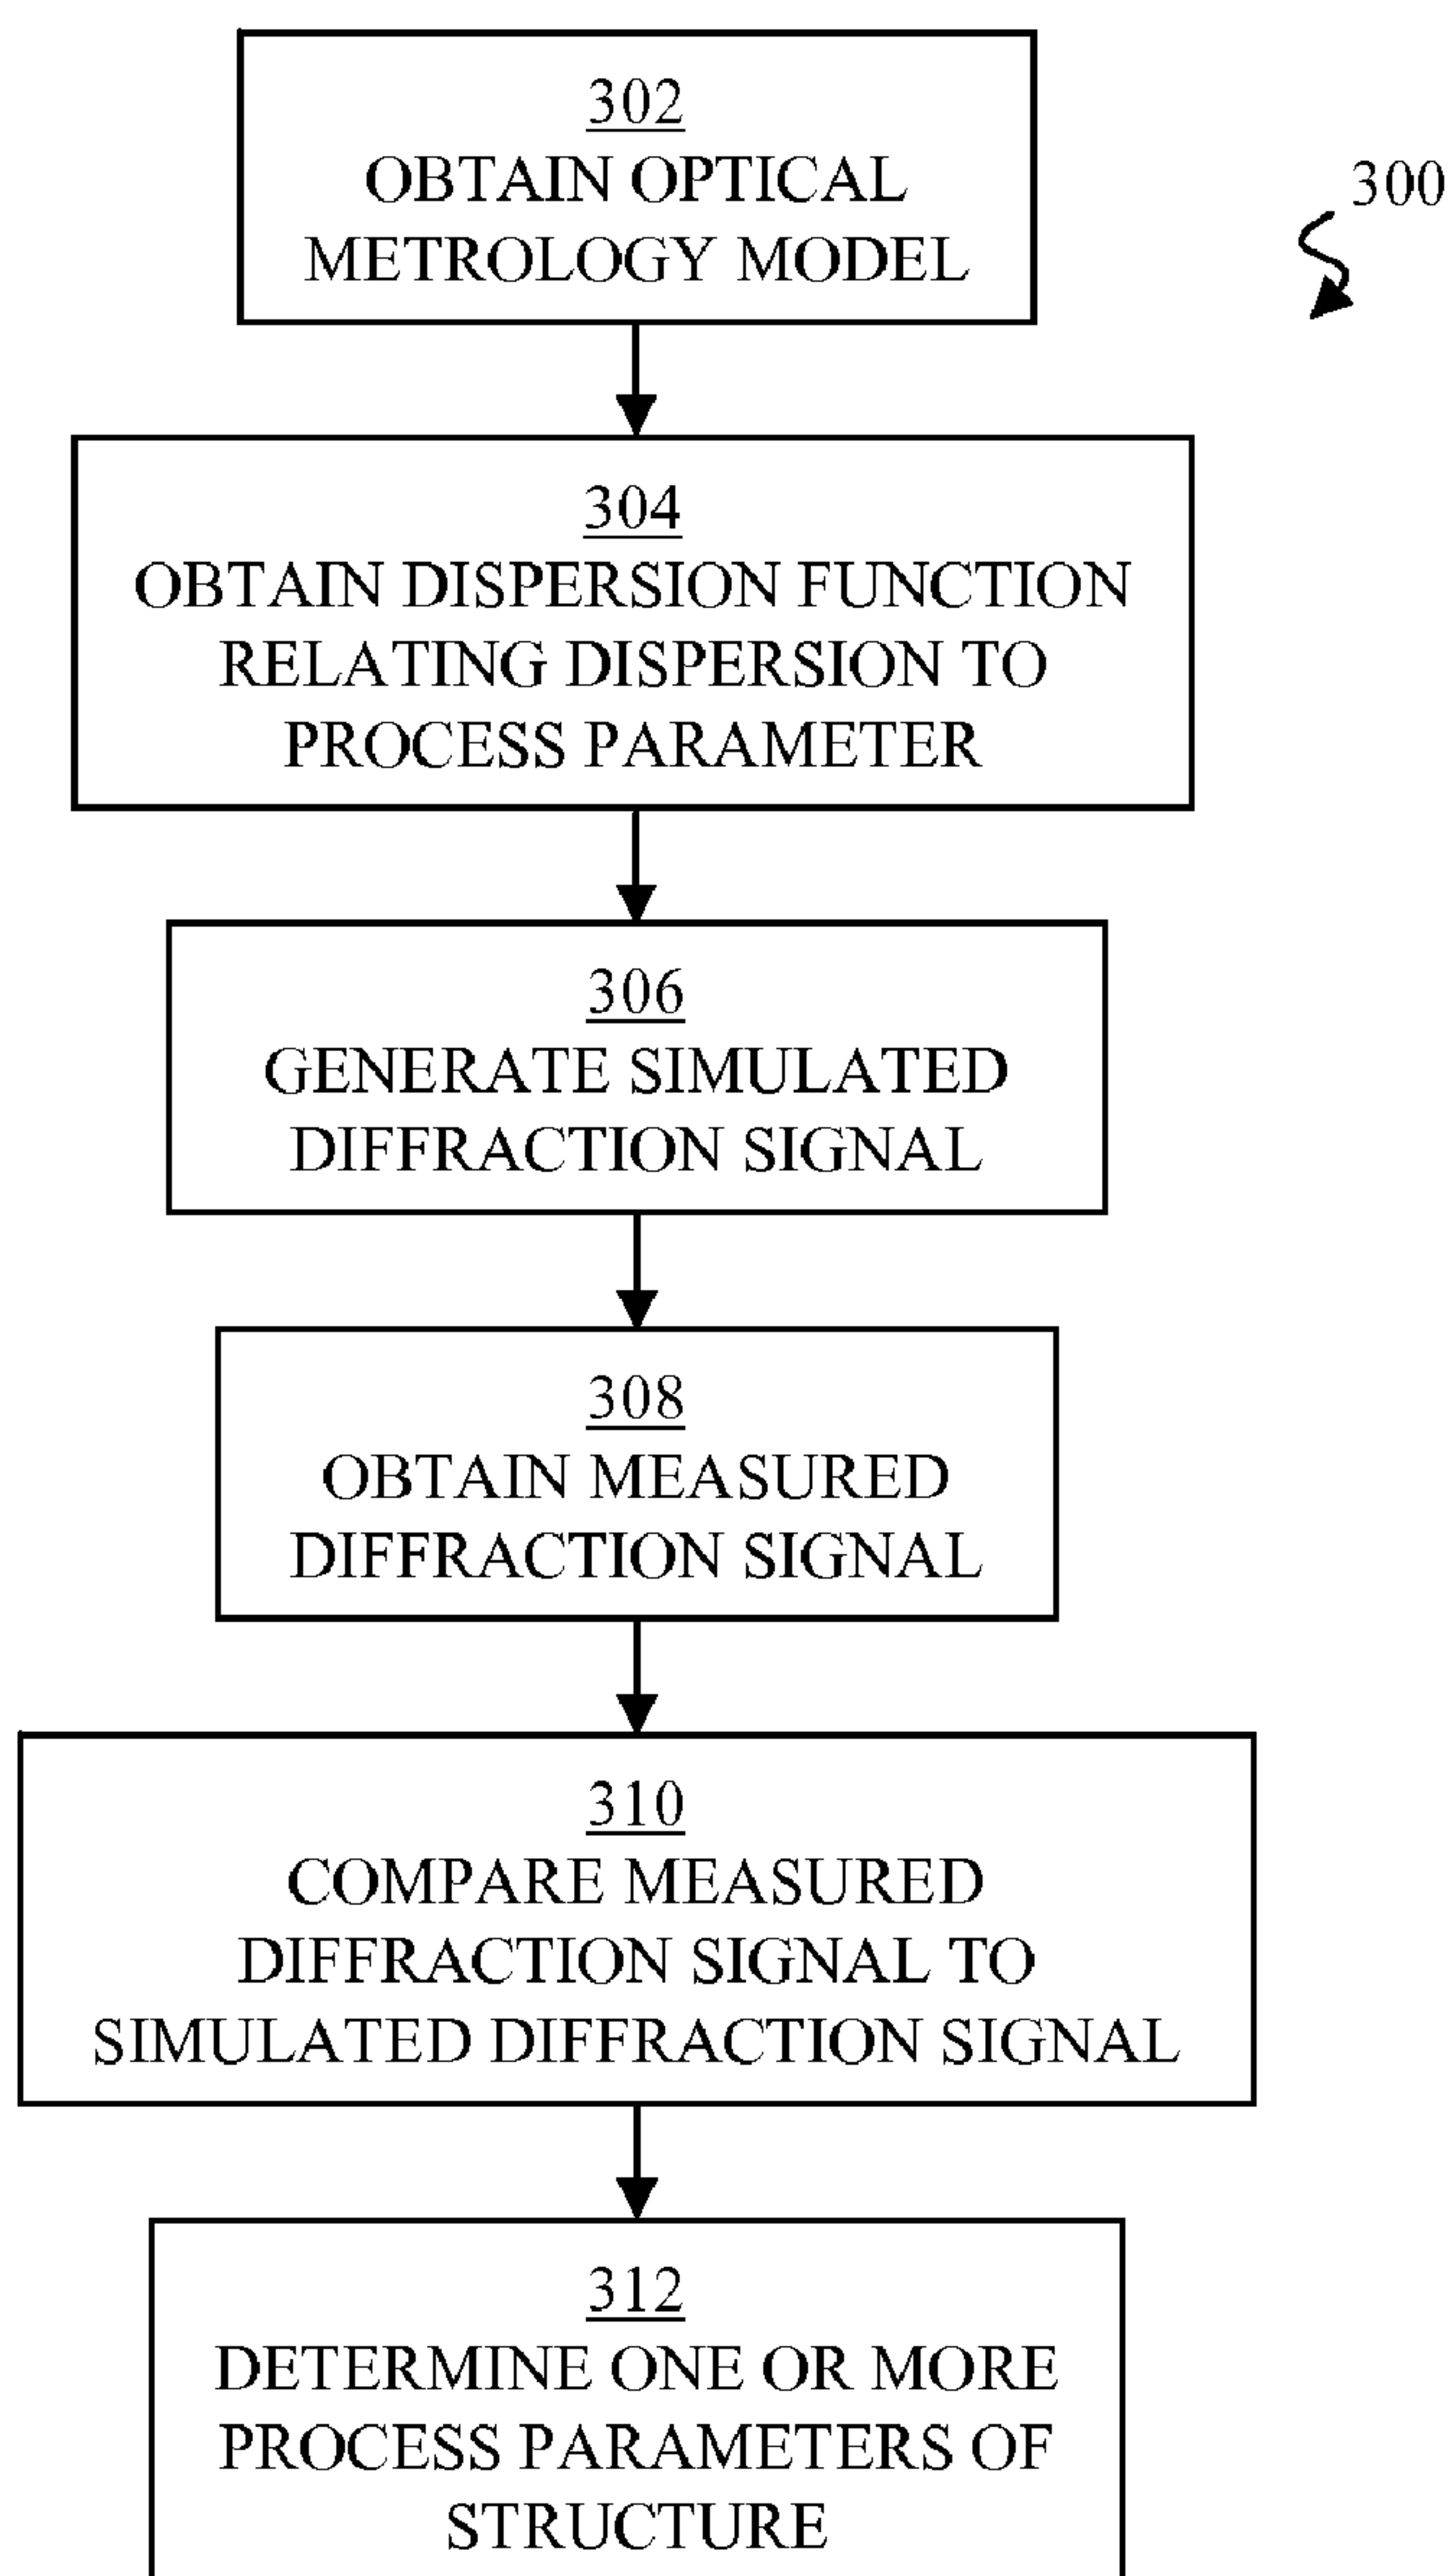 302
OBTAIN OPTICAL
METROLOGY MODEL
300
304
OBTAIN DISPERSION FUNCTION
RELATING DISPERSION TO
PROCESS PARAMETER
306
GENERATE SIMULATED
DIFFRACTION SIGNAL
308
OBTAIN MEASURED
DIFFRACTION SIGNAL
310
COMPARE MEASURED
DIFFRACTION SIGNAL TO
SIMULATED DIFFRACTION SIGNAL
312
DETERMINE ONE OR MORE
PROCESS PARAMETERS OF
STRUCTURE